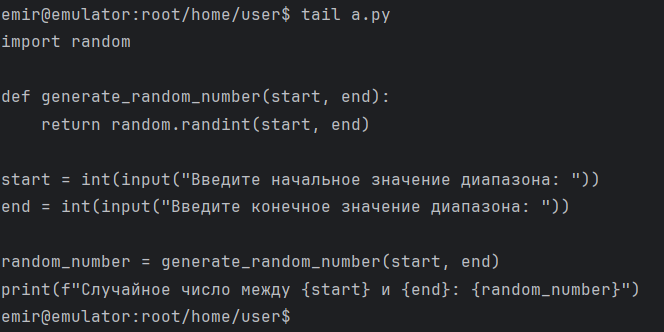 emir@emulator:root/home/user$ tail a.py
import random

def generate_random_number(start, end):
    return random.randint(start, end)

start = int(input("Введите начальное значение диапазона: "))
end = int(input("Введите конечное значение диапазона: "))

random_number = generate_random_number(start, end)
print(f"Случайное число между {start} и {end}: {random_number}")
emir@emulator:root/home/user$